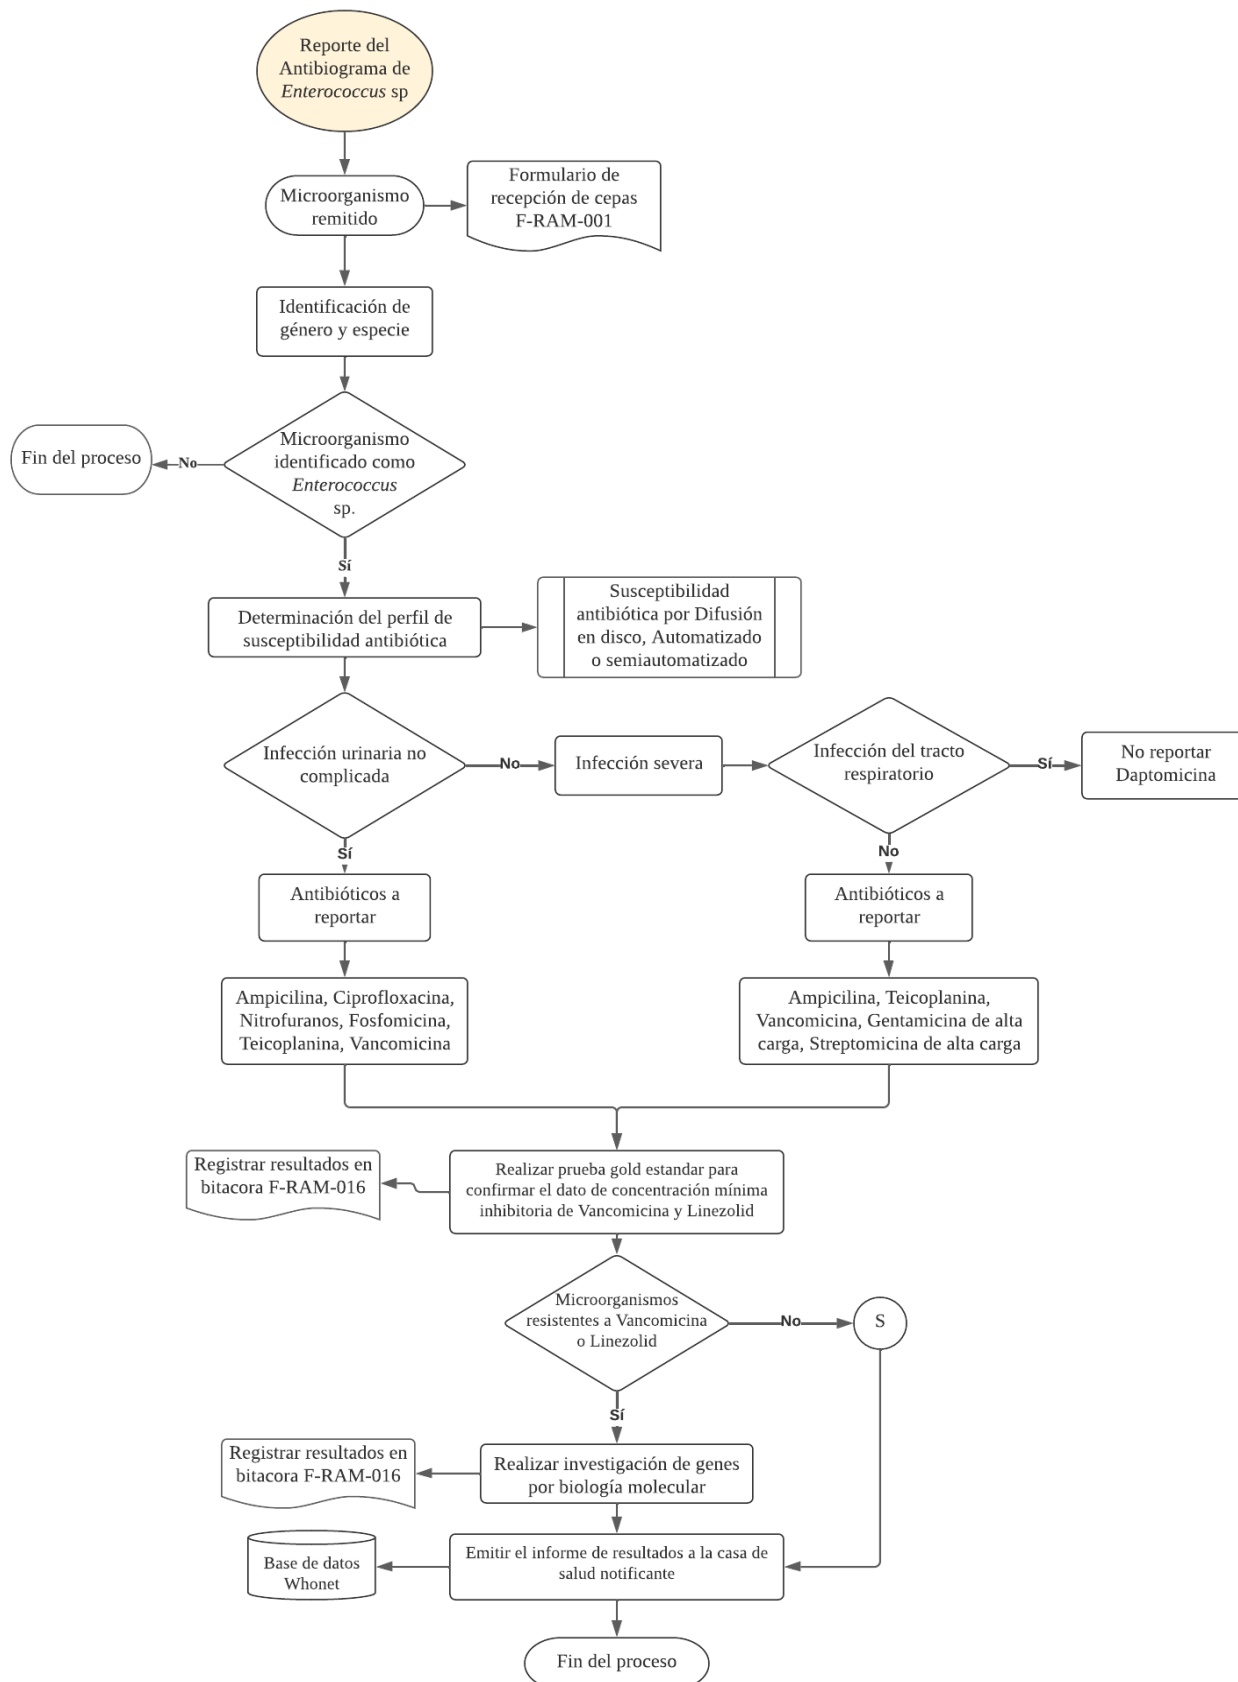 Reporte del
Antibiograma de
Enterococcus sp
Microorganismo
remitido
Formulario de
recepción de cepas
F-RAM-001
Identificación de
género y especie
Microorganismo
identificado como
Enterococcus
sp.
No
Fin del proceso
Sí
Determinación del perfil de
susceptibilidad antibiótica
Susceptibilidad
antibiótica por Difusión
en disco, Automatizado
o semiautomatizado
Infección urinaria no
complicada
No
Infección severa
Infección del tracto
respiratorio
Sí
No reportar
Daptomicina
Sí
No
Antibióticos a
reportar
Antibióticos a
reportar
Ampicilina, Ciprofloxacina,
Nitrofuranos, Fosfomicina,
Teicoplanina, Vancomicina
Ampicilina, Teicoplanina,
Vancomicina, Gentamicina de alta
carga, Streptomicina de alta carga
Registrar resultados en
bitacora F-RAM-016
Realizar prueba gold estandar para
confirmar el dato de concentración mínima
inhibitoria de Vancomicina y Linezolid
Microorganismos
resistentes a Vancomicina
o Linezolid
No
S
Sí
Registrar resultados en
bitacora F-RAM-016
Realizar investigación de genes
por biología molecular
Base de datos
Whonet
Emitir el informe de resultados a la casa de
salud notificante
Fin del proceso